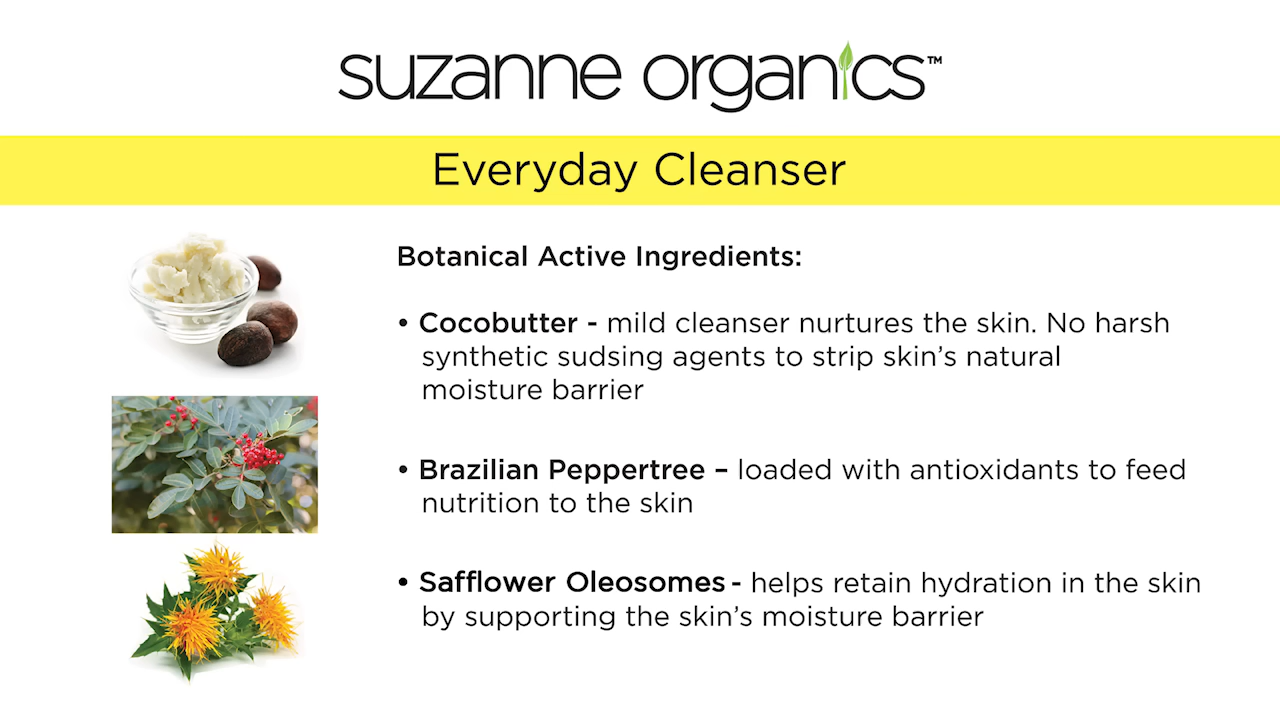 suzanne organics™
Everyday Cleanser
Botanical Active Ingredients:
• Cocobutter - mild cleanser nurtures the skin. No harsh
synthetic sudsing agents to strip skin’s natural
moisture barrier
• Brazilian Peppertree – loaded with antioxidants to feed
nutrition to the skin
• Safflower Oleosomes - helps retain hydration in the skin
by supporting the skin’s moisture barrier